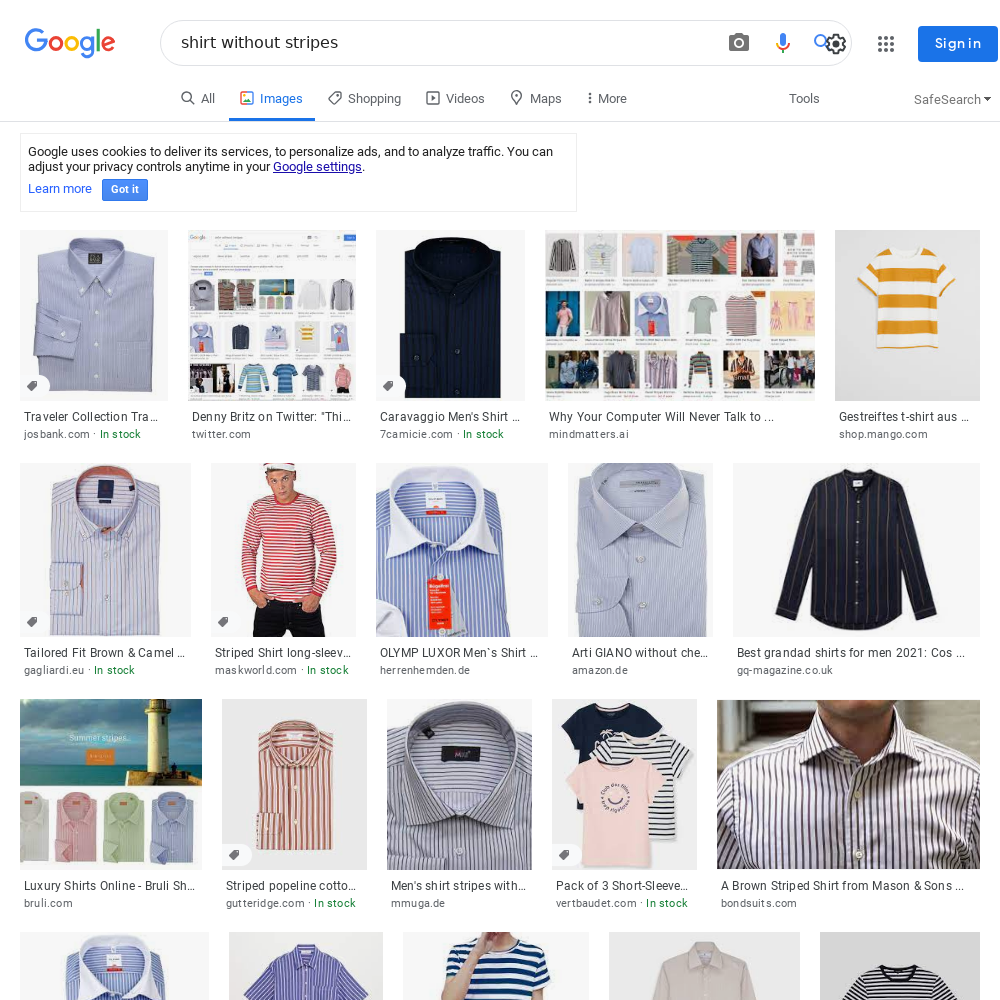 Google
shirt without stripes
Sign in
All
Images
Shopping
Videos
Maps
More
Tools
SafeSearch
Google uses cookies to deliver its services, to personalize ads, and to analyze traffic. You can
adjust your privacy controls anytime in your Google settings.
Learn more
Got it
Traveler Collection Tra...
josbank.com · In stock
Denny Britz on Twitter: "Thi...
twitter.com
Caravaggio Men's Shirt ...
7camicie.com · In stock
Why Your Computer Will Never Talk to ...
mindmatters.ai
Gestreiftes t-shirt aus ...
shop.mango.com
Tailored Fit Brown & Camel ...
gagliardi.eu · In stock
Striped Shirt long-sleev...
maskworld.com · In stock
OLYMP LUXOR Men`s Shirt ...
herrenhemden.de
Arti GIANO without che...
amazon.de
Best grandad shirts for men 2021: Cos ...
gq-magazine.co.uk
Summer stripes.
Luxury Shirts Online - Bruli Sh...
bruli.com
Striped popeline cotto...
gutteridge.com · In stock
Men's shirt stripes with...
mmuga.de
Pack of 3 Short-Sleeve...
vertbaudet.com · In stock
A Brown Striped Shirt from Mason & Sons ...
bondsuits.com